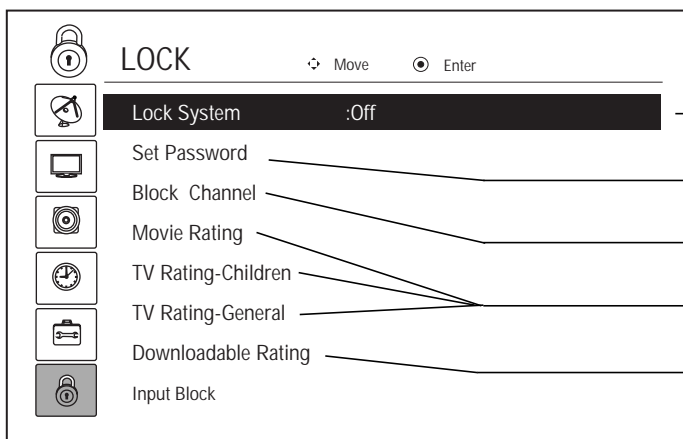 LOCK Move Enter
Lock System :Off
Set Password
Block Channel
Movie Rating
TV Rating-Children
TV Rating-General
Downloadable Rating
Input Block